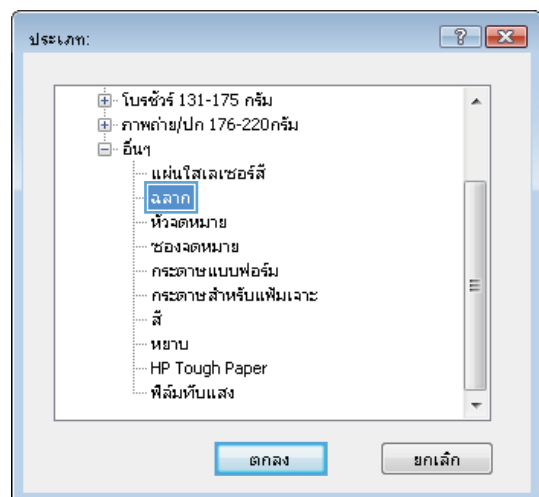 ประเภท:
โบรชัวร์ 131-175 กรัม
ภาพถ่าย/ปก 176-220กรัม
อื่นๆ
แผ่นใสเลเซอร์สี
ฉลาก
หัวจดหมาย
ซองจดหมาย
กระดาษแบบฟอร์ม
กระดาษสำหรับแฟ้มเจาะ
สี
หยาบ
HP Tough Paper
ฟิล์มทึบแสง
ตกลง ยกเลิก